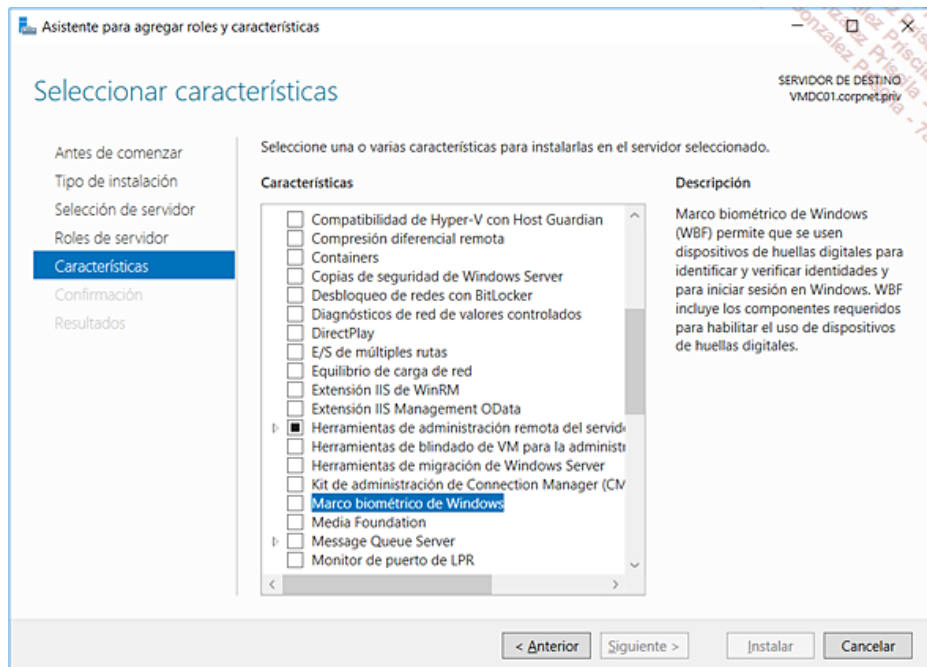 Asistente para agregar roles y características
Seleccionar características
SERVIDOR DE DESTINO
VMDC01.corpnet.priv
Antes de comenzar
Tipo de instalación
Selección de servidor
Roles de servidor
Características
Confirmación
Resultados
Seleccione una o varias características para instalarlas en el servidor seleccionado.
Características
Compatibilidad de Hyper-V con Host Guardian
Compresión diferencial remota
Containers
Copias de seguridad de Windows Server
Desbloqueo de redes con BitLocker
Diagnósticos de red de valores controlados
DirectPlay
E/S de múltiples rutas
Equilibrio de carga de red
Extensión IIS de WinRM
Extensión IIS Management OData
Herramientas de administración remota del servid
Herramientas de blindado de VM para la administr
Herramientas de migración de Windows Server
Kit de administración de Connection Manager (CM
Marco biométrico de Windows
Media Foundation
Message Queue Server
Monitor de puerto de LPR
Descripción
Marco biométrico de Windows
(WBF) permite que se usen
dispositivos de huellas digitales para
identificar y verificar identidades y
para iniciar sesión en Windows. WBF
incluye los componentes requeridos
para habilitar el uso de dispositivos
de huellas digitales.
< Anterior
Siguiente >
Instalar
Cancelar